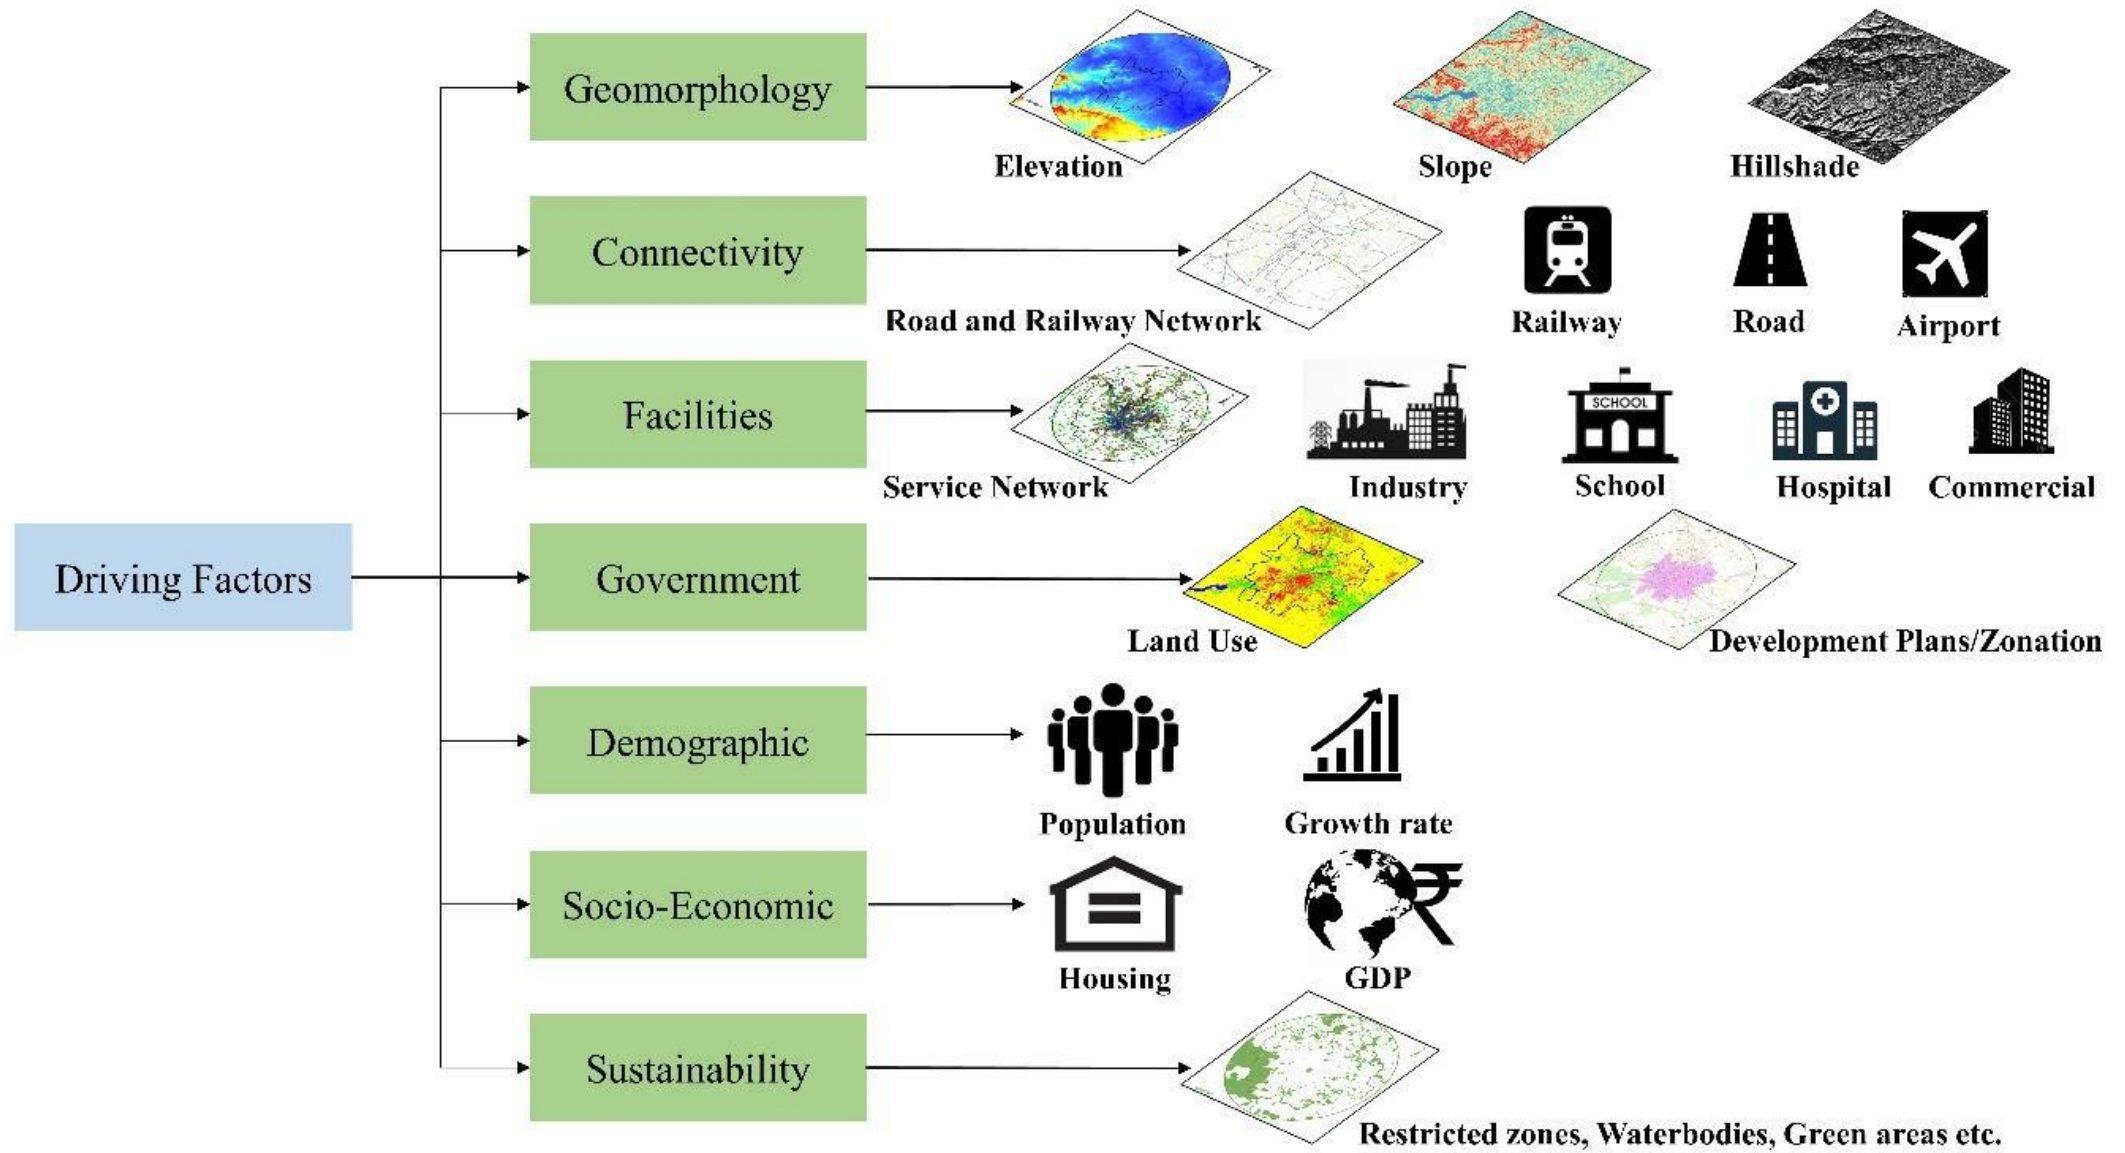 Geomorphology
Elevation
Slope
Hillshade
Connectivity
Road and Railway Network
Railway
Road
Airport
Facilities
Service Network
Industry
SCHOOL
School
Hospital
Commercial
Driving Factors
Government
Land Use
Development Plans/Zonation
Demographic
Population
Growth rate
Socio-Economic
Housing
GDP
Sustainability
Restricted zones, Waterbodies, Green areas etc.